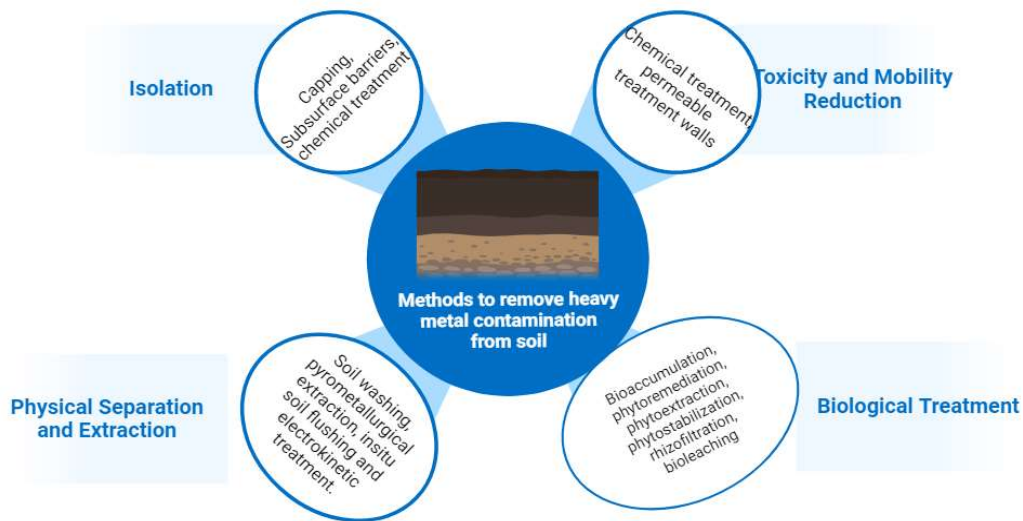 Isolation
Capping,
Subsurface barriers,
chemical treatment
Chemical treatment,
permeable
treatment walls
Toxicity and Mobility
Reduction
Methods to remove heavy
metal contamination
from soil
Physical Separation
and Extraction
Soil washing,
pyrometallurgical
extraction, insitu
soil flushing and
electrokinetic
treatment.
Bioaccumulation,
phytoremediation,
phytoextraction,
phytostabilization,
rhizofiltration,
bioleaching
Biological Treatment